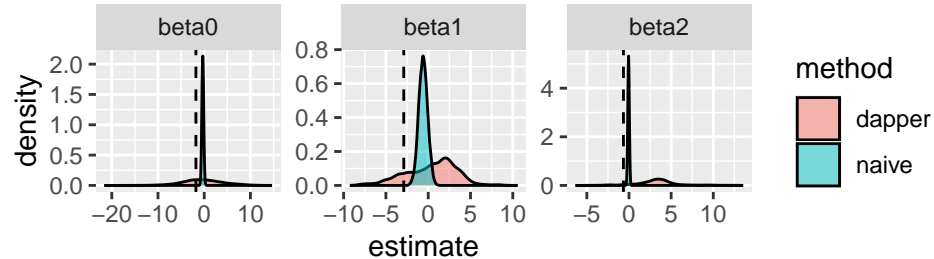 beta0
beta1
beta2
density
2.0
1.5
1.0
0.5
0.0
0.8
0.6
0.4
0.2
0.0
4
2
0
−20 −10 0 10
−10 −5 0 5 10
−5 0 5 10
estimate
method
dapper
naive